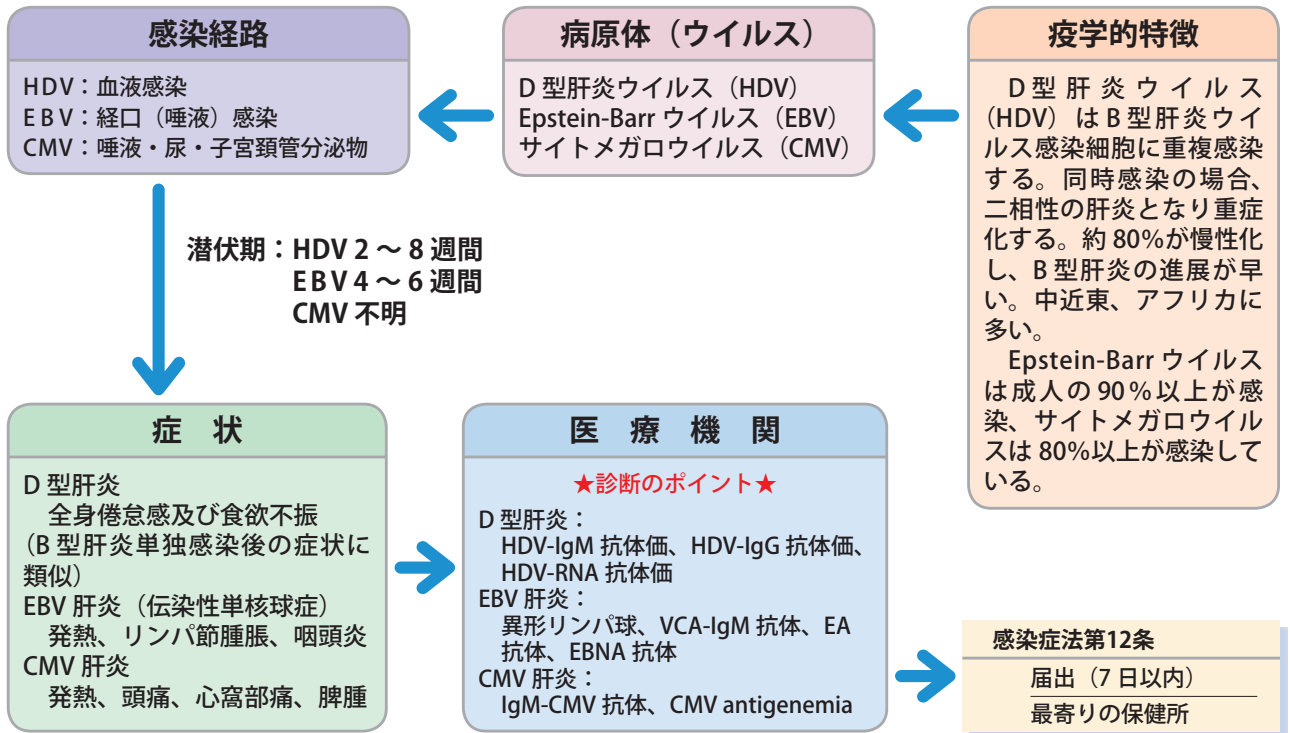 感染経路
HDV：血液感染
EBV：経口（唾液）感染
CMV：唾液・尿・子宮頚管分泌物
病原体（ウイルス）
D 型肝炎ウイルス（HDV）
Epstein-Barr ウイルス（EBV）
サイトメガロウイルス（CMV）
疫学的特徴
D型肝炎ウイルス
（HDV）はB型肝炎ウイ
ルス感染細胞に重複感染
する。同時感染の場合、
二相性の肝炎となり重症
化する。約 80％が慢性化
し、B 型肝炎の進展が早
い。中近東、アフリカに
多い。
Epstein-Barr ウイルス
は成人の 90％以上が感
染、サイトメガロウイル
スは 80％以上が感染して
いる。
潜伏期：HDV 2 〜 8 週間
EBV 4 〜 6 週間
CMV 不明
症　状
D 型肝炎
全身倦怠感及び食欲不振
（B 型肝炎単独感染後の症状に
類似）
EBV 肝炎（伝染性単核球症）
発熱、リンパ節腫脹、咽頭炎
CMV 肝炎
発熱、頭痛、心窩部痛、脾腫
医　療　機　関
★診断のポイント★
D 型肝炎：
HDV-IgM 抗体価、HDV-IgG 抗体価、
HDV-RNA 抗体価
EBV 肝炎：
異形リンパ球、VCA-IgM 抗体、EA
抗体、EBNA 抗体
CMV 肝炎：
IgM-CMV 抗体、CMV antigenemia
感染症法第12条
届出（7 日以内）
最寄りの保健所